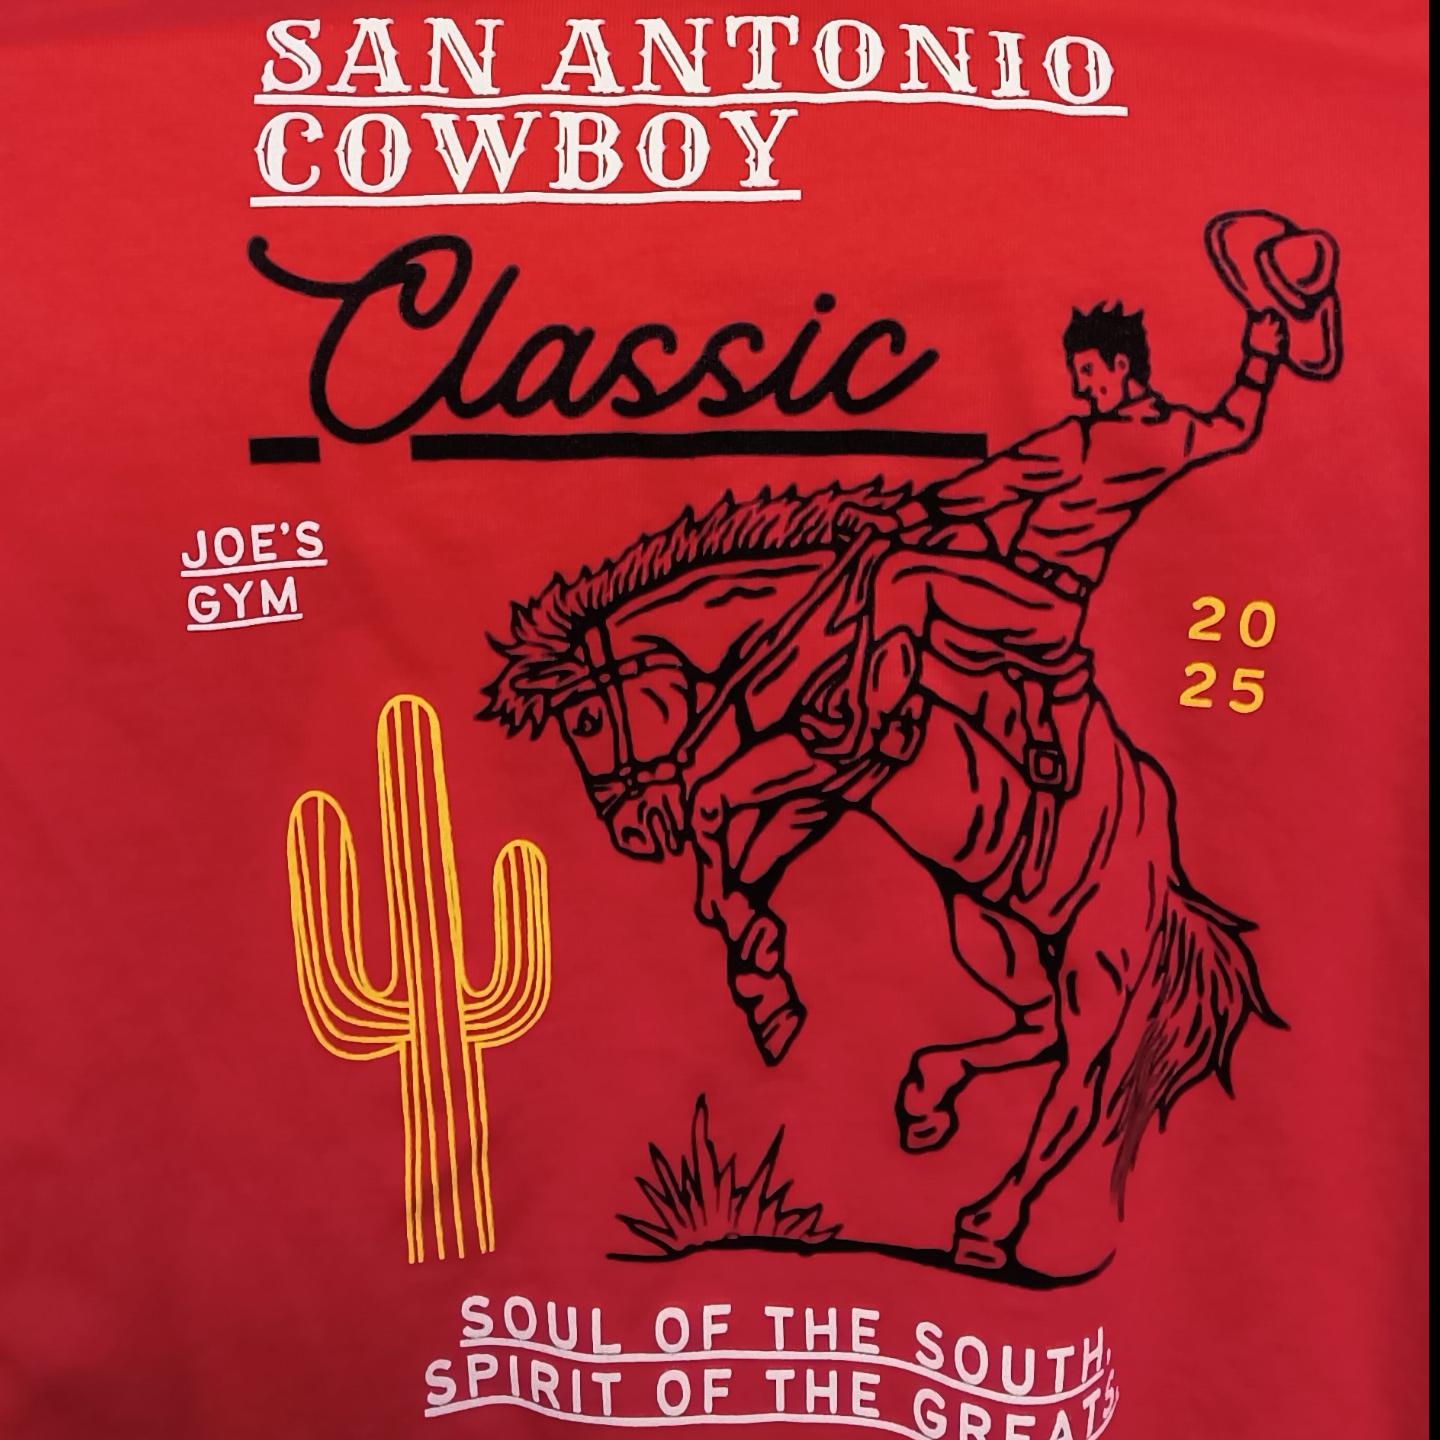 SAN ANTONIO
COWBOY
Classic
JOE'S
GYM
20
25
SOUL OF THE SOUTH,
SPIRIT OF THE GREATS